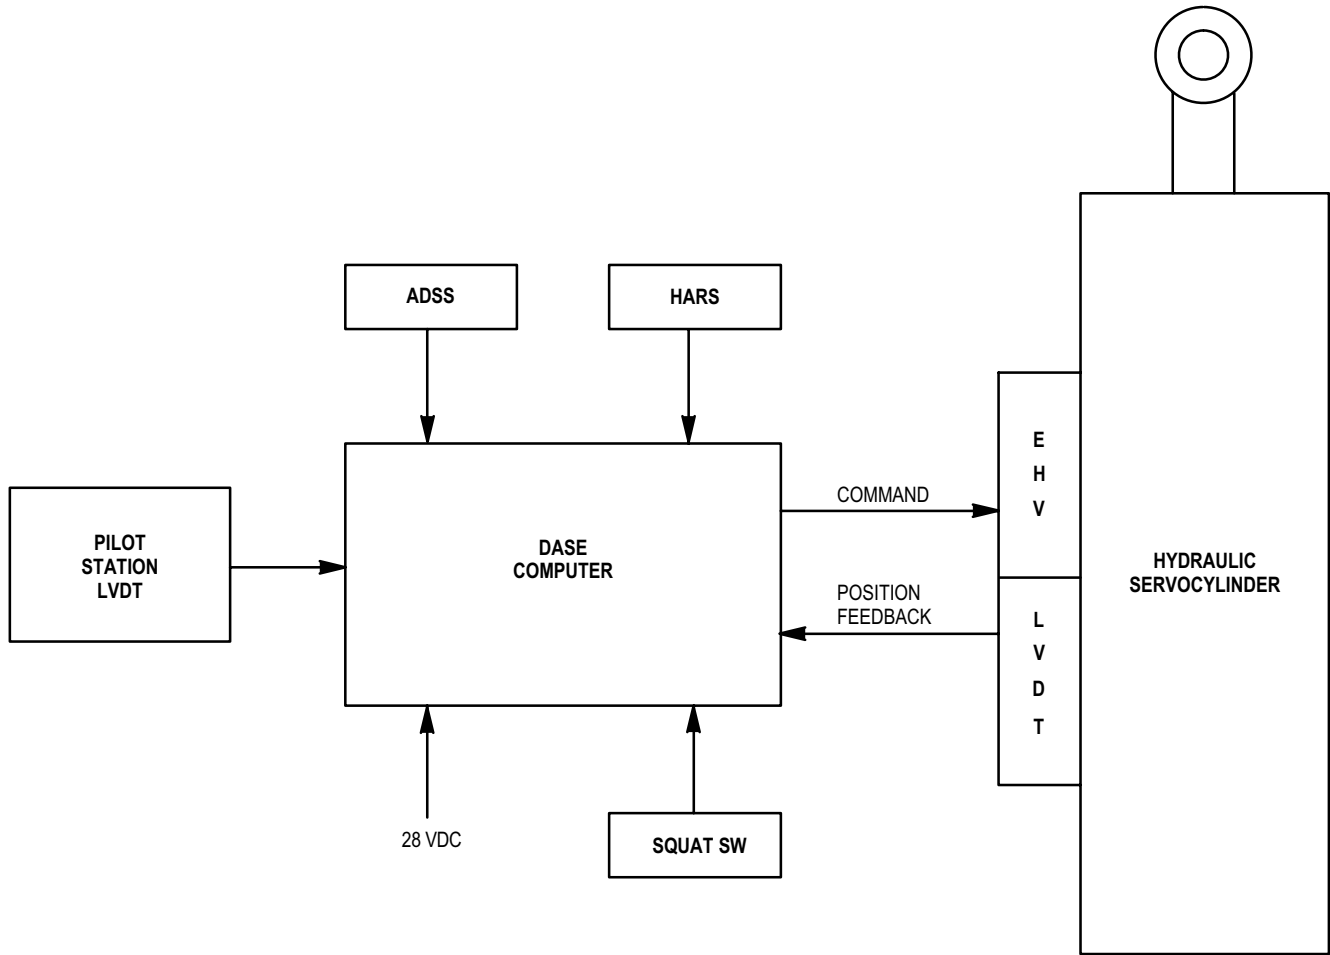 ADSS
HARS
PILOT
STATION
LVDT
DASE
COMPUTER
COMMAND
POSITION
FEEDBACK
E
H
V
L
V
D
T
HYDRAULIC
SERVOCYLINDER
28 VDC
SQUAT SW